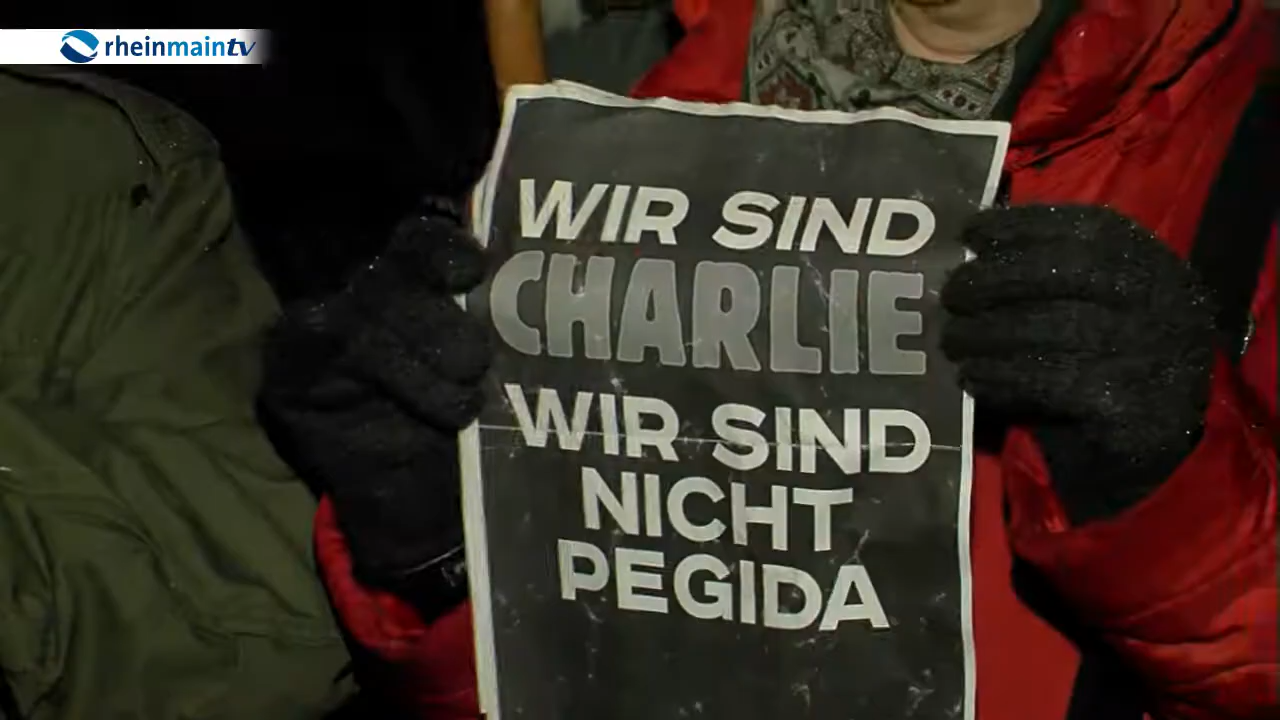 rheinmaintv
WIR SIND
CHARLIE
WIR SIND
NICHT
PEGIDA